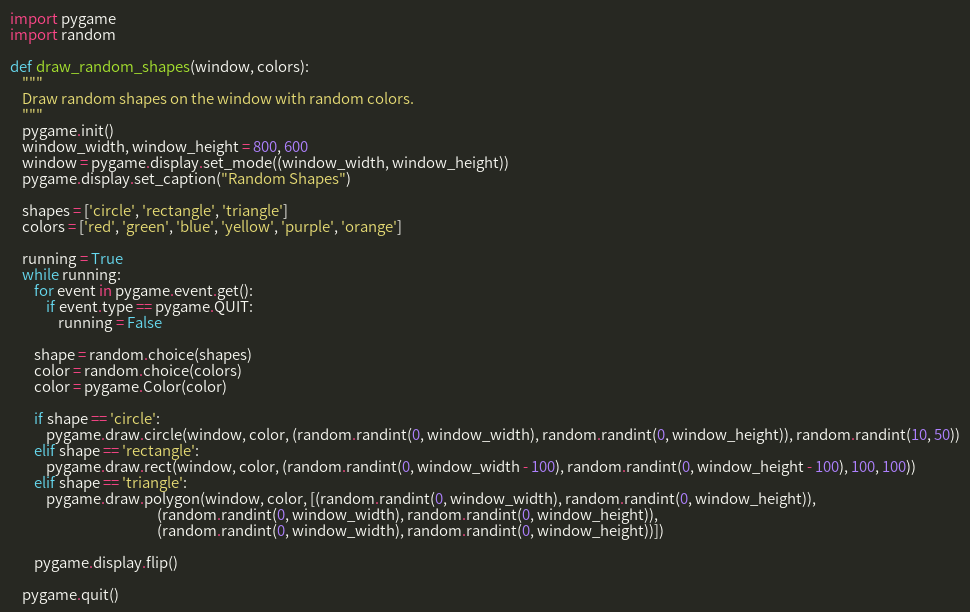 import pygame
import random
def draw_random_shapes(window, colors):
"""
Draw random shapes on the window with random colors.
"""
pygame.init()
window_width, window_height = 800, 600
window = pygame.display.set_mode((window_width, window_height))
pygame.display.set_caption("Random Shapes")
shapes = ['circle', 'rectangle', 'triangle']
colors = ['red', 'green', 'blue', 'yellow', 'purple', 'orange']
running = True
while running:
for event in pygame.event.get():
if event.type == pygame.QUIT:
running = False
shape = random.choice(shapes)
color = random.choice(colors)
color = pygame.Color(color)
if shape == 'circle':
pygame.draw.circle(window, color, (random.randint(0, window_width), random.randint(0, window_height)), random.randint(10, 50))
elif shape == 'rectangle':
pygame.draw.rect(window, color, (random.randint(0, window_width - 100), random.randint(0, window_height - 100), 100, 100))
elif shape == 'triangle':
pygame.draw.polygon(window, color, [(random.randint(0, window_width), random.randint(0, window_height)),
(random.randint(0, window_width), random.randint(0, window_height)),
(random.randint(0, window_width), random.randint(0, window_height))])
pygame.display.flip()
pygame.quit()